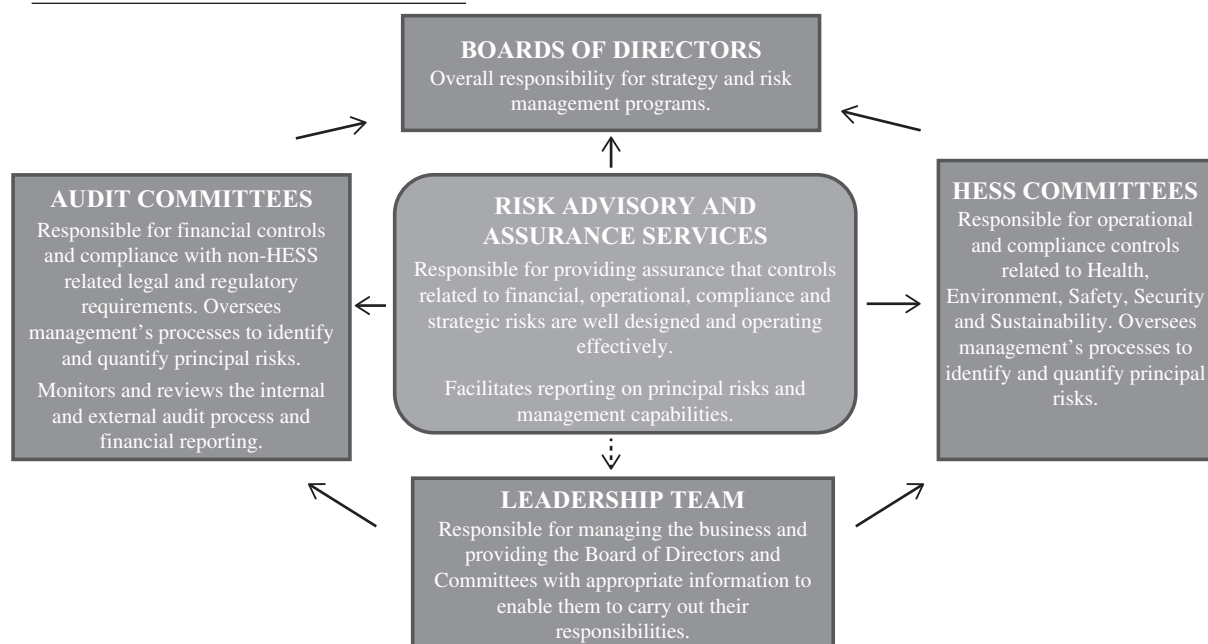 BOARDS OF DIRECTORS
Overall responsibility for strategy and risk
management programs.
AUDIT COMMITTEES
Responsible for financial controls
and compliance with non-HESS
related legal and regulatory
requirements. Oversees
management’s processes to identify
and quantify principal risks.
Monitors and reviews the internal
and external audit process and
financial reporting.
RISK ADVISORY AND
ASSURANCE SERVICES
Responsible for providing assurance that controls
related to financial, operational, compliance and
strategic risks are well designed and operating
effectively.
Facilitates reporting on principal risks and
management capabilities.
HESS COMMITTEES
Responsible for operational
and compliance controls
related to Health,
Environment, Safety, Security
and Sustainability. Oversees
management’s processes to
identify and quantify principal
risks.
LEADERSHIP TEAM
Responsible for managing the business and
providing the Board of Directors and
Committees with appropriate information to
enable them to carry out their
responsibilities.